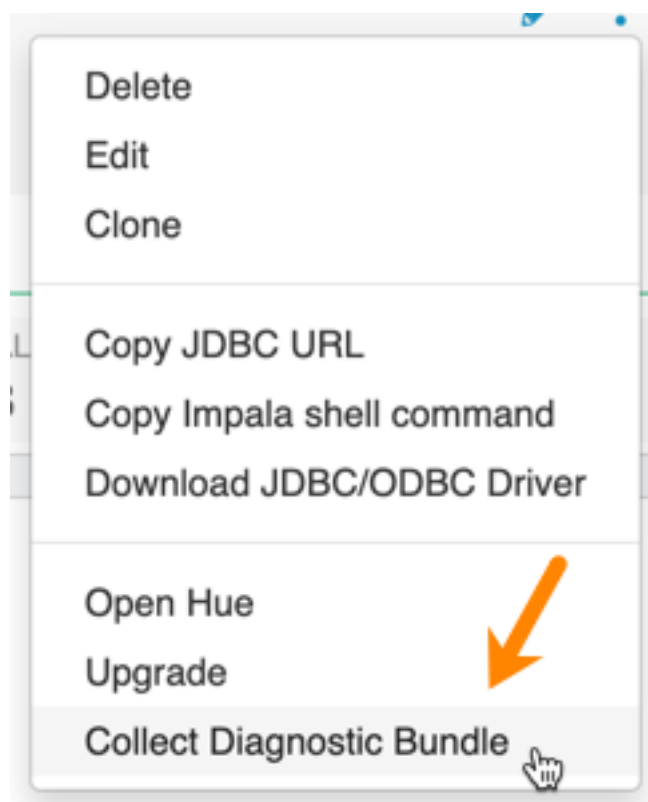 Delete
Edit
Clone
Copy JDBC URL
Copy Impala shell command
Download JDBC/ODBC Driver
Open Hue
Upgrade
Collect Diagnostic Bundle